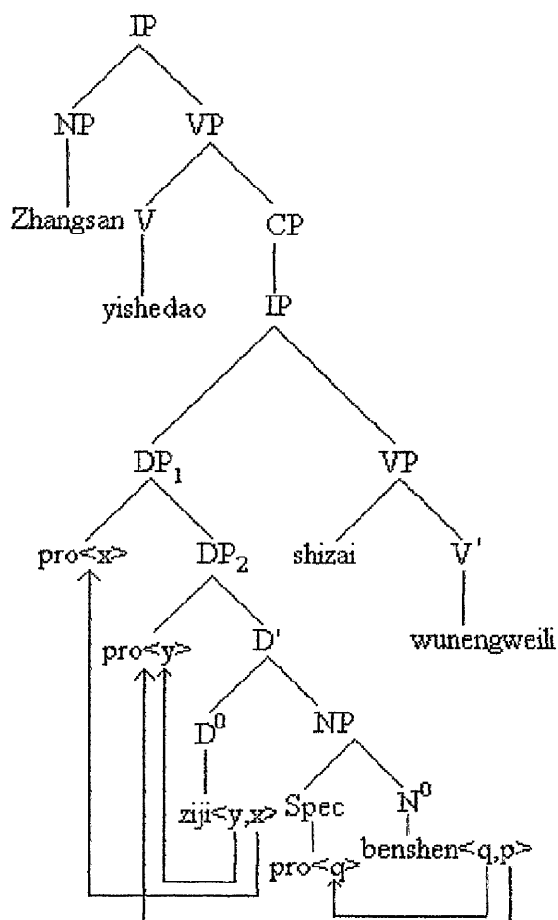 IP
NP VP
Zhangsan V CP
yishedao IP
DP₁ VP
pro<x> DP₂ shizai V'
pro<y> D' wunengweili
D⁰ NP
ziji<y,x> Spec N⁰
pro<q> benshen<q,p>